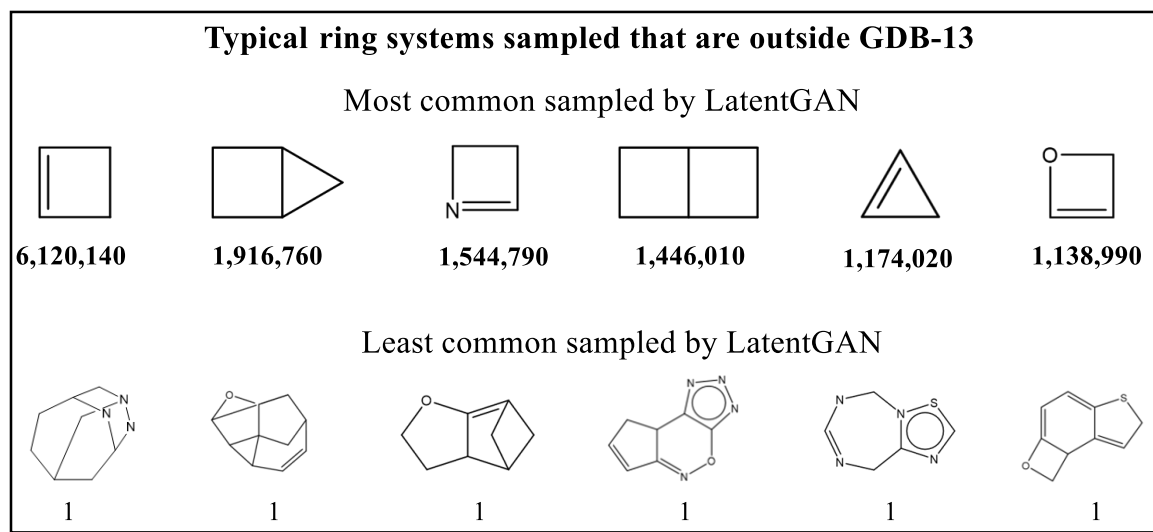 Typical ring systems sampled that are outside GDB-13
Most common sampled by LatentGAN
N
O
6,120,140 1,916,760 1,544,790 1,446,010 1,174,020 1,138,990
Least common sampled by LatentGAN
N N N
O
O
N N N N O
N S N N N
S O
1 1 1 1 1 1